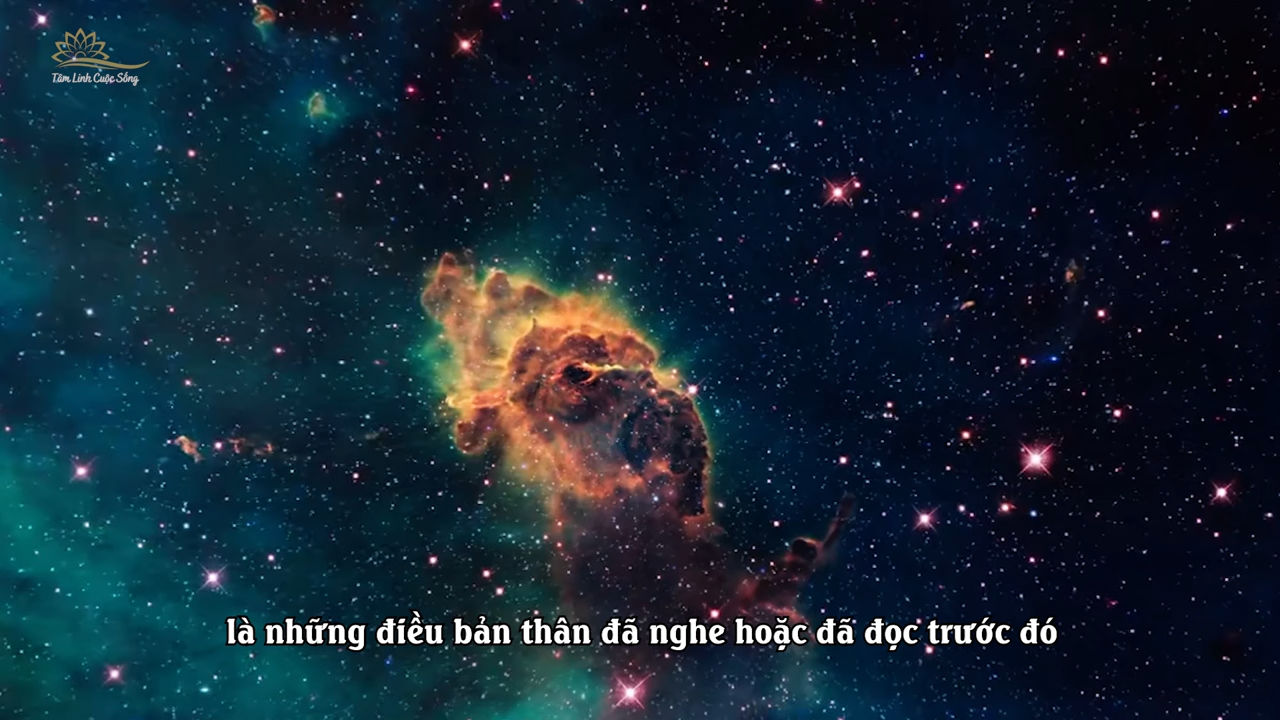 Tâm Linh Cuộc Sống
là những điều bản thân đã nghe hoặc đã đọc trước đó